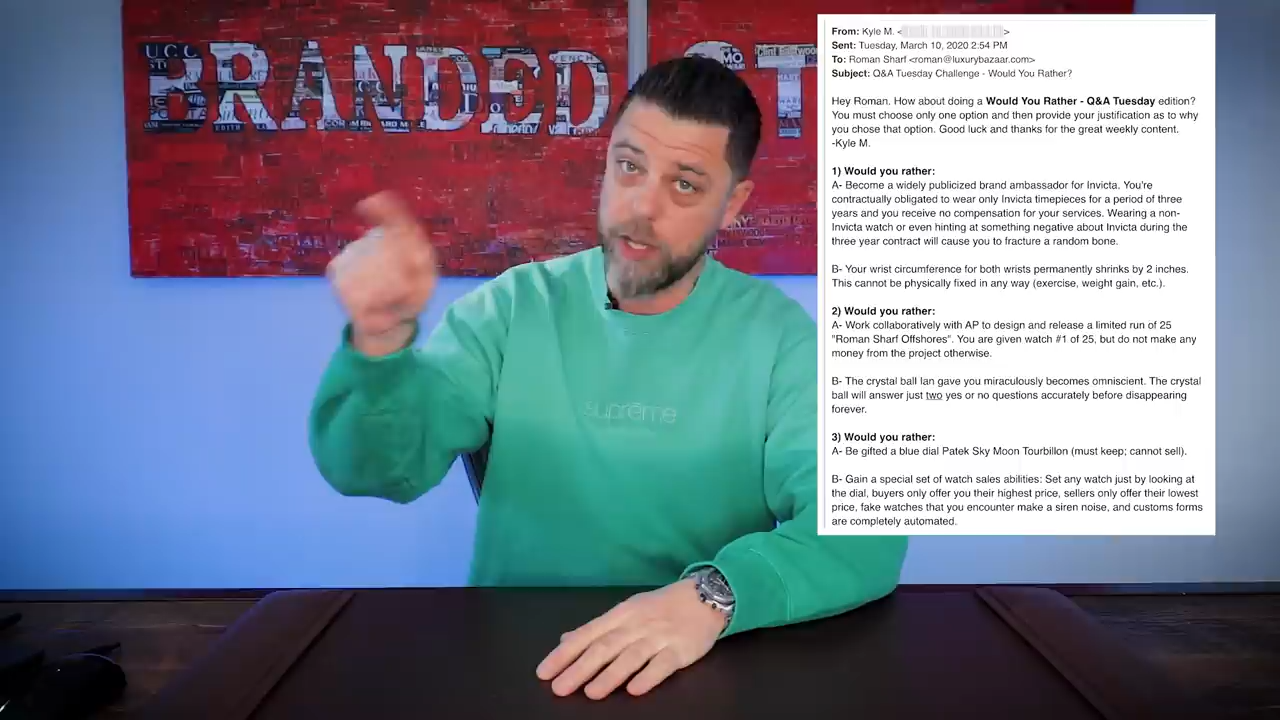 BRANDED ST
suprēme
From: Kyle M. < >
Sent: Tuesday, March 10, 2020 2:54 PM
To: Roman Sharf <roman@luxurybazaar.com>
Subject: Q&A Tuesday Challenge - Would You Rather?
Hey Roman. How about doing a Would You Rather - Q&A Tuesday edition?
You must choose only one option and then provide your justification as to why
you chose that option. Good luck and thanks for the great weekly content.
-Kyle M.
1) Would you rather:
A- Become a widely publicized brand ambassador for Invicta. You're
contractually obligated to wear only Invicta timepieces for a period of three
years and you receive no compensation for your services. Wearing a non-
Invicta watch or even hinting at something negative about Invicta during the
three year contract will cause you to fracture a random bone.
B- Your wrist circumference for both wrists permanently shrinks by 2 inches.
This cannot be physically fixed in any way (exercise, weight gain, etc.).
2) Would you rather:
A- Work collaboratively with AP to design and release a limited run of 25
"Roman Sharf Offshores". You are given watch #1 of 25, but do not make any
money from the project otherwise.
B- The crystal ball Ian gave you miraculously becomes omniscient. The crystal
ball will answer just two yes or no questions accurately before disappearing
forever.
3) Would you rather:
A- Be gifted a blue dial Patek Sky Moon Tourbillon (must keep; cannot sell).
B- Gain a special set of watch sales abilities: Set any watch just by looking at
the dial, buyers only offer you their highest price, sellers only offer their lowest
price, fake watches that you encounter make a siren noise, and customs forms
are completely automated.